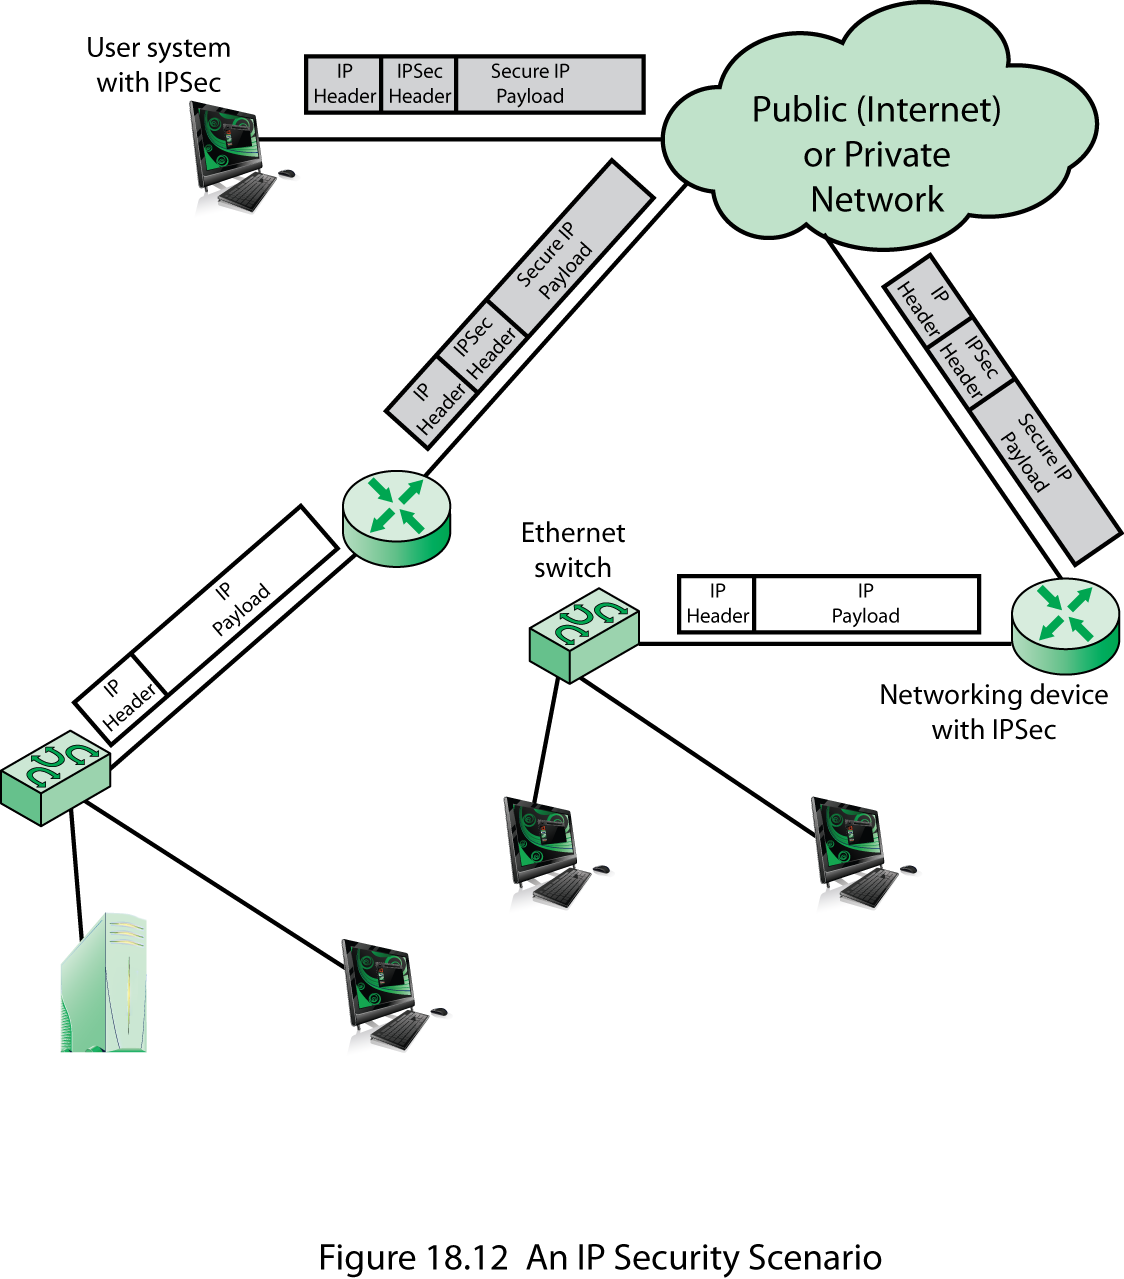 User system
with IPSec
IP
Header
IPSec
Header
Secure IP
Payload
Public (Internet)
or Private
Network
IP
Header
IPSec
Header
Secure IP
Payload
IP
Header
IPSec
Header
Secure IP
Payload
IP
Header
IP
Payload
Ethernet
switch
IP
Header
IP
Payload
Networking device
with IPSec
Figure 18.12 An IP Security Scenario